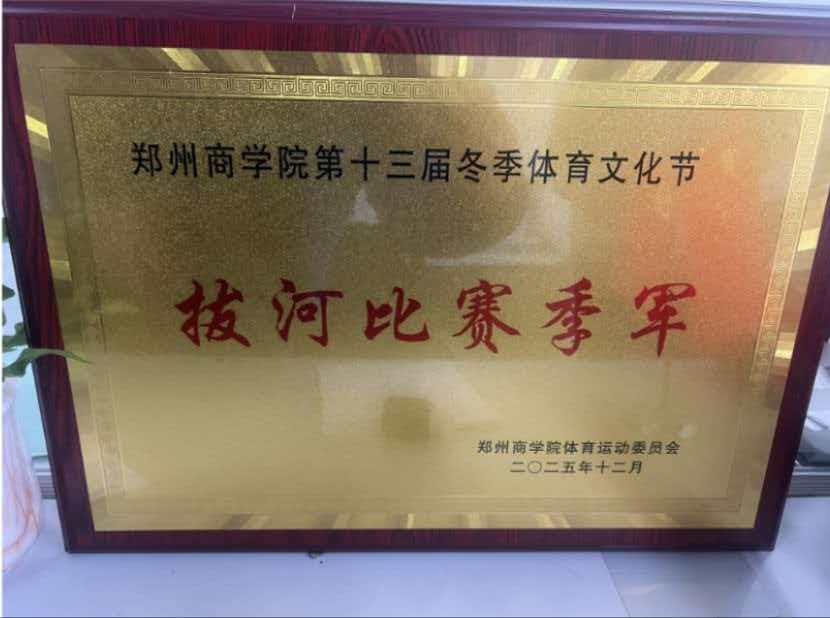 郑州商学院第十三届冬季体育文化节
拔河比赛季军
郑州商学院体育运动委员会
二〇二五年十二月